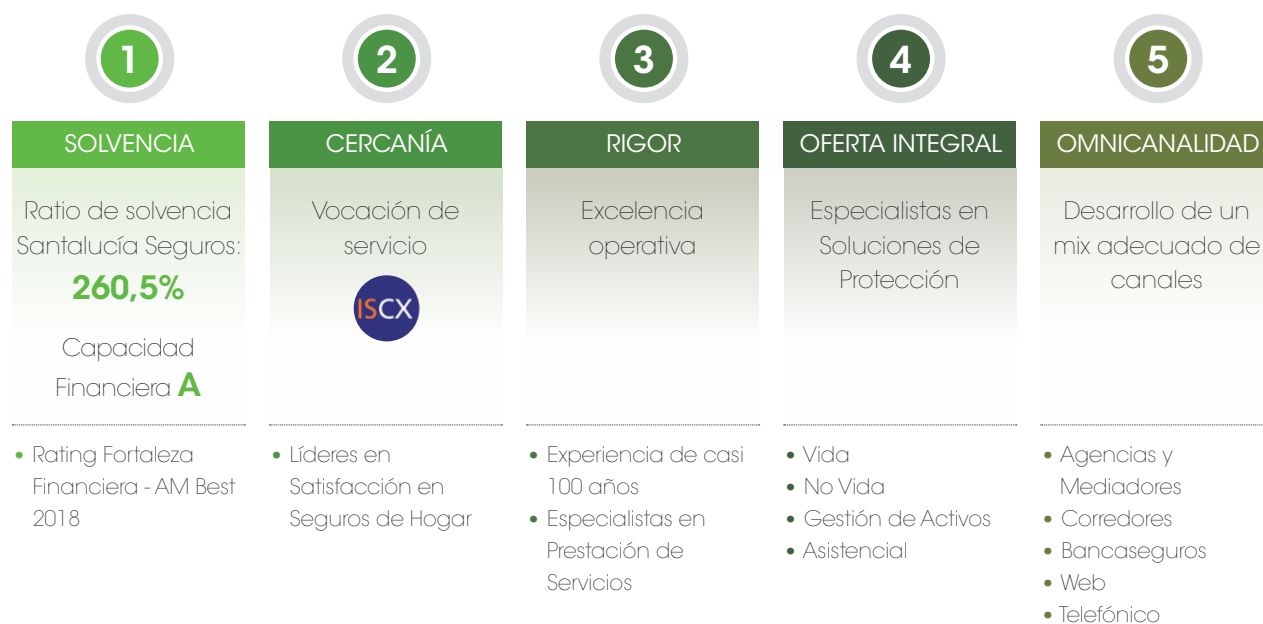 1
SOLVENCIA
Ratio de solvencia
Santalucía Seguros:
260,5%
Capacidad
Financiera A
• Rating Fortaleza
Financiera - AM Best
2018
2
CERCANÍA
Vocación de
servicio
ISCX
• Líderes en
Satisfacción en
Seguros de Hogar
3
RIGOR
Excelencia
operativa
• Experiencia de casi
100 años
• Especialistas en
Prestación de
Servicios
4
OFERTA INTEGRAL
Especialistas en
Soluciones de
Protección
• Vida
• No Vida
• Gestión de Activos
• Asistencial
5
OMNICANALIDAD
Desarrollo de un
mix adecuado de
canales
• Agencias y
Mediadores
• Corredores
• Bancaseguros
• Web
• Telefónico